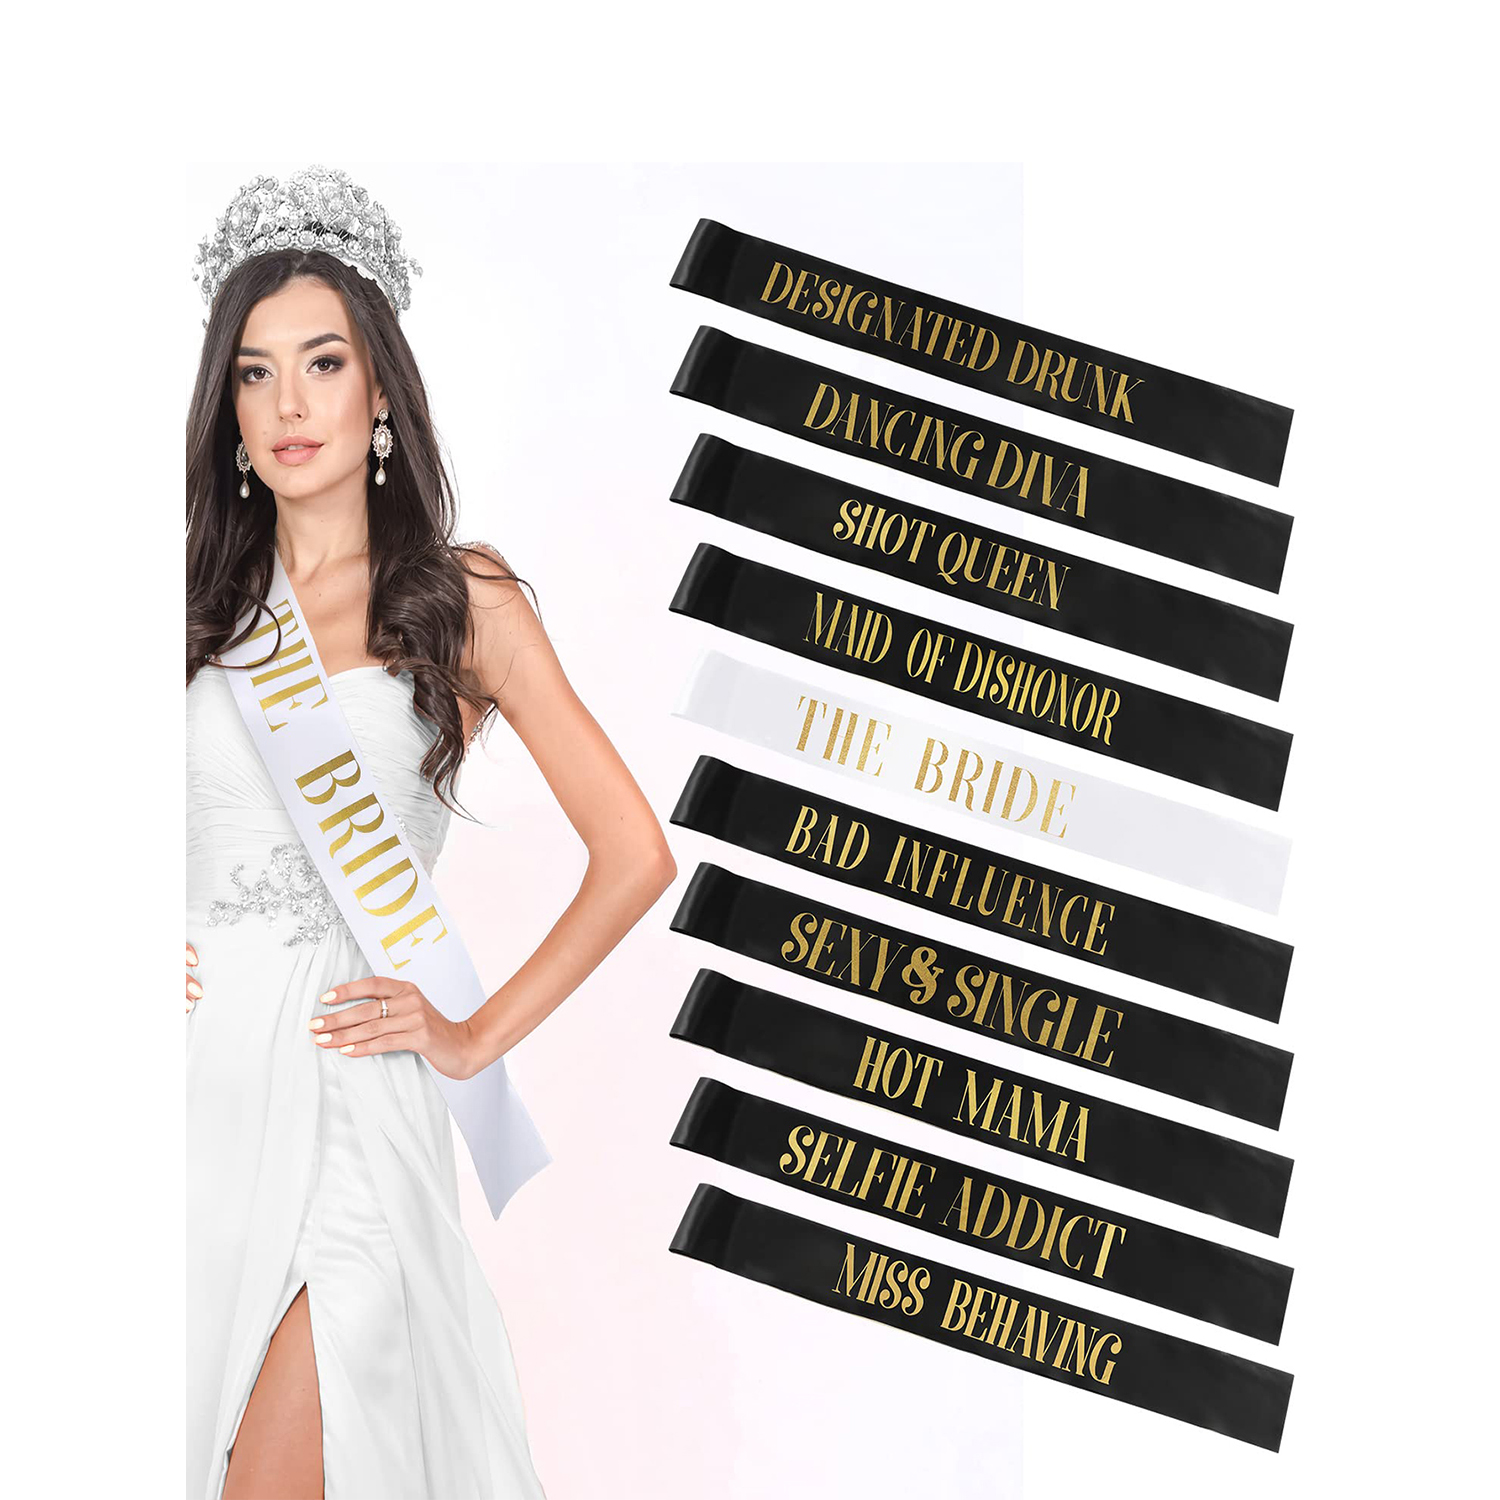 THE BRIDE
DESIGNATED DRUNK
DANCING DIVA
SHOT QUEEN
MAID OF DISHONOR
THE BRIDE
BAD INFLUENCE
SEXY & SINGLE
HOT MAMA
SELFIE ADDICT
MISS BEHAVING